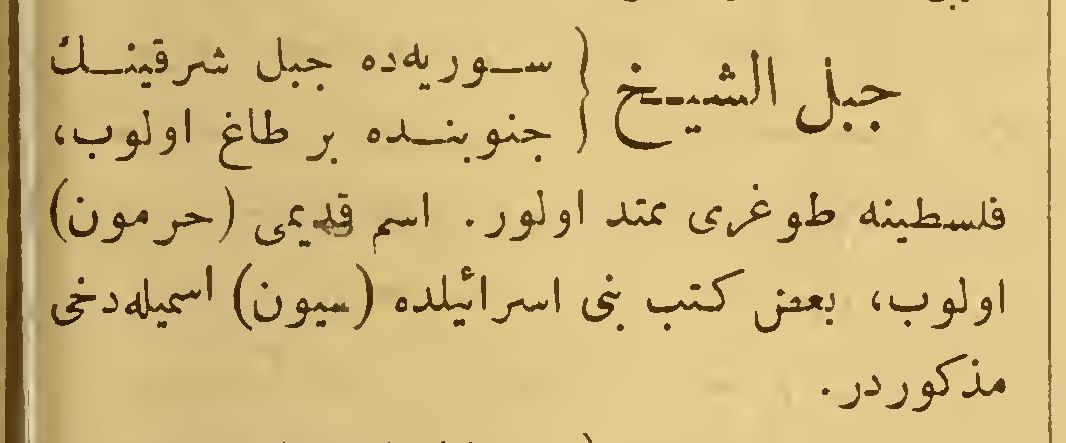 جبل الشیخ { سوریه‌ده جبل شرقینڭ
جنوبنده بر طاغ اولوب،
فلسطینه طوغری ممتد اولور. اسم قدیمی (حرمون)
اولوب، بعض کتب بنی اسرائیلده (سیون) اسمیله‌دخی
مذکوردر.